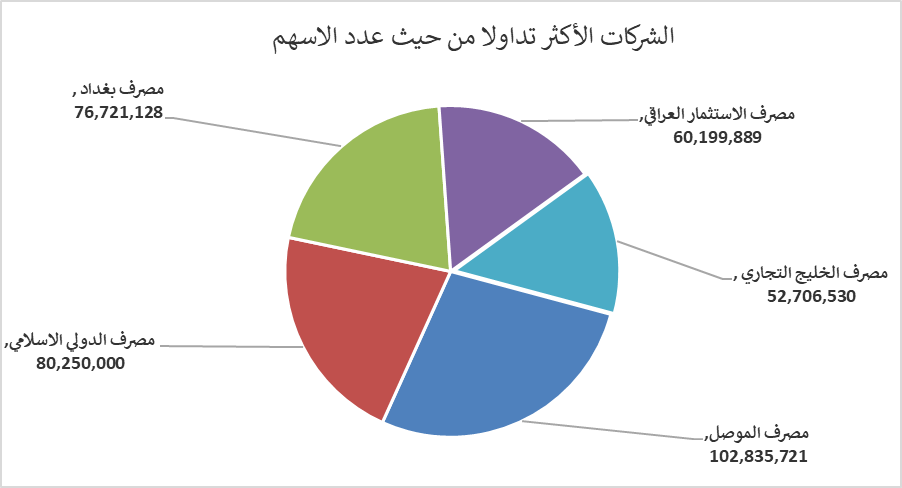 الشركات الأكثر تداولا من حيث عدد الاسهم
مصرف الاستثمار العراقي,
60,199,889
مصرف بغداد ,
76,721,128
مصرف الخليج التجاري ,
52,706,530
مصرف الدولي الاسلامي,
80,250,000
مصرف الموصل,
102,835,721